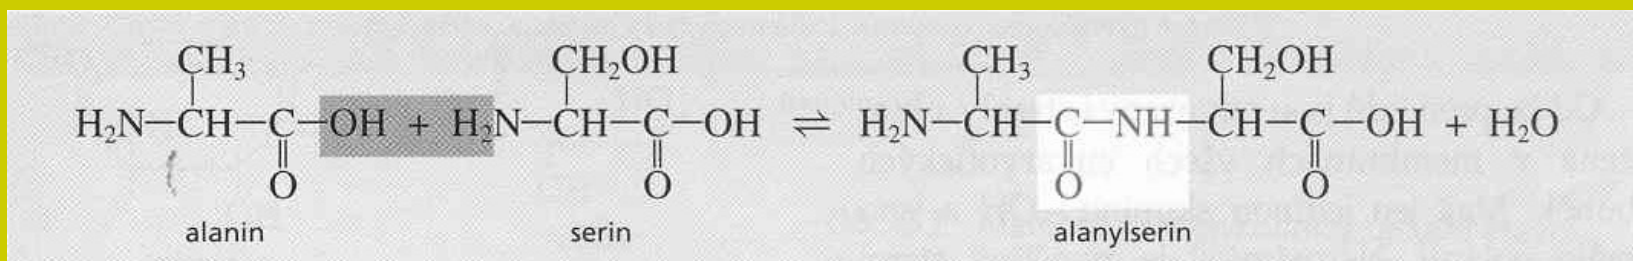 CH₃ CH₂OH CH₃ CH₂OH
H₂N—CH—C—OH + H₂N—CH—C—OH ⇌ H₂N—CH—C—NH—CH—C—OH + H₂O
O O O O
alanin serin alanylserin